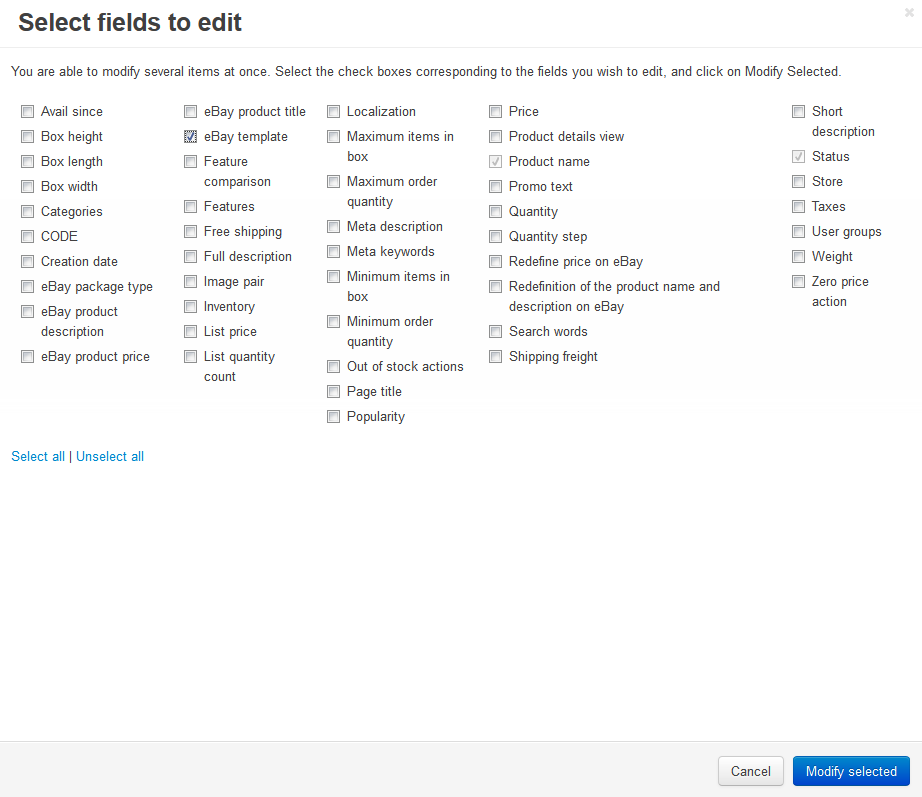 Select fields to edit
×
You are able to modify several items at once. Select the check boxes corresponding to the fields you wish to edit, and click on Modify Selected.
Avail since
Box height
Box length
Box width
Categories
CODE
Creation date
eBay package type
eBay product
description
eBay product price
eBay product title
eBay template
Feature
comparison
Features
Free shipping
Full description
Image pair
Inventory
List price
List quantity
count
Localization
Maximum items in
box
Maximum order
quantity
Meta description
Meta keywords
Minimum items in
box
Minimum order
quantity
Out of stock actions
Page title
Popularity
Price
Product details view
Product name
Promo text
Quantity
Quantity step
Redefine price on eBay
Redefinition of the product name and
description on eBay
Search words
Shipping freight
Short
description
Status
Store
Taxes
User groups
Weight
Zero price
action
Select all | Unselect all
Cancel
Modify selected